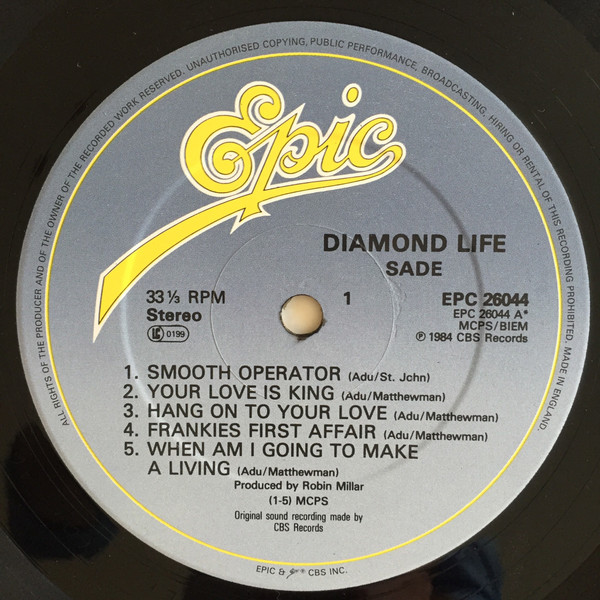 ALL RIGHTS OF THE PRODUCER AND OF THE OWNER OF THE RECORDED WORK RESERVED. UNAUTHORISED COPYING, PUBLIC PERFORMANCE, BROADCASTING, HIRING OR RENTAL OF THIS RECORDING PROHIBITED. MADE IN ENGLAND.
Epic
DIAMOND LIFE
SADE
33 ⅓ RPM 1 EPC 26044
Stereo EPC 26044 A*
LC 0199 MCPS/BIEM
℗ 1984 CBS Records
1. SMOOTH OPERATOR (Adu/St. John)
2. YOUR LOVE IS KING (Adu/Matthewman)
3. HANG ON TO YOUR LOVE (Adu/Matthewman)
4. FRANKIES FIRST AFFAIR (Adu/Matthewman)
5. WHEN AM I GOING TO MAKE
A LIVING (Adu/Matthewman)
Produced by Robin Millar
(1-5) MCPS
Original sound recording made by
CBS Records
EPIC & Epic ® CBS INC.